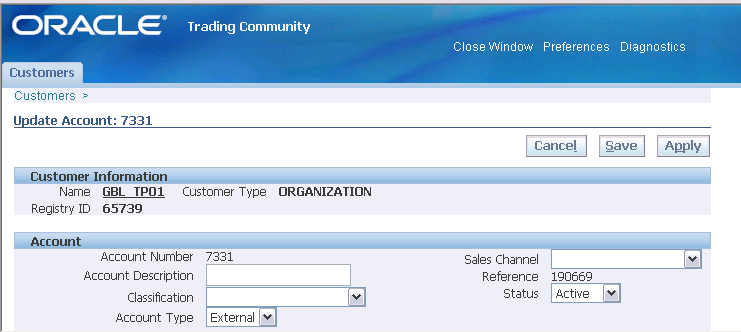 ORACLE® Trading Community
Close Window Preferences Diagnostics
Customers
Customers >
Update Account: 7331
Cancel Save Apply
Customer Information
Name GBL_TP01 Customer Type ORGANIZATION
Registry ID 65739
Account
Account Number 7331 Sales Channel
Account Description Reference 190669
Classification Status Active
Account Type External